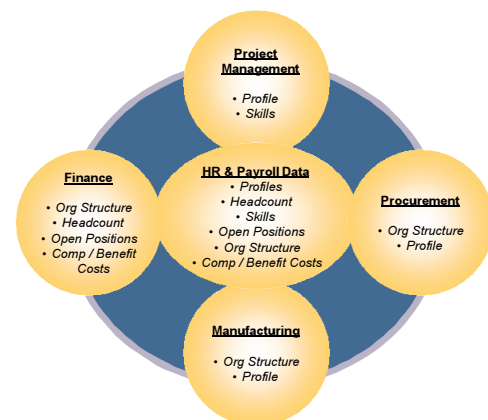 Project
Management
• Profile
• Skills
Finance
• Org Structure
• Headcount
• Open Positions
• Comp / Benefit
Costs
HR & Payroll Data
• Profiles
• Headcount
• Skills
• Open Positions
• Org Structure
• Comp / Benefit Costs
Procurement
• Org Structure
• Profile
Manufacturing
• Org Structure
• Profile